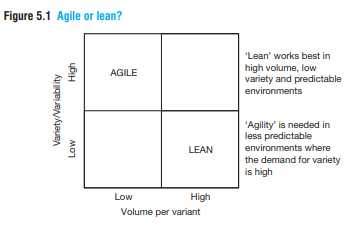 Figure 5.1 Agile or lean?
Variety/Variability
High
Low
AGILE
LEAN
'Lean' works best in
high volume, low
variety and predictable
environments
'Agility' is needed in
less predictable
environments where
the demand for variety
is high
Low
High
Volume per variant